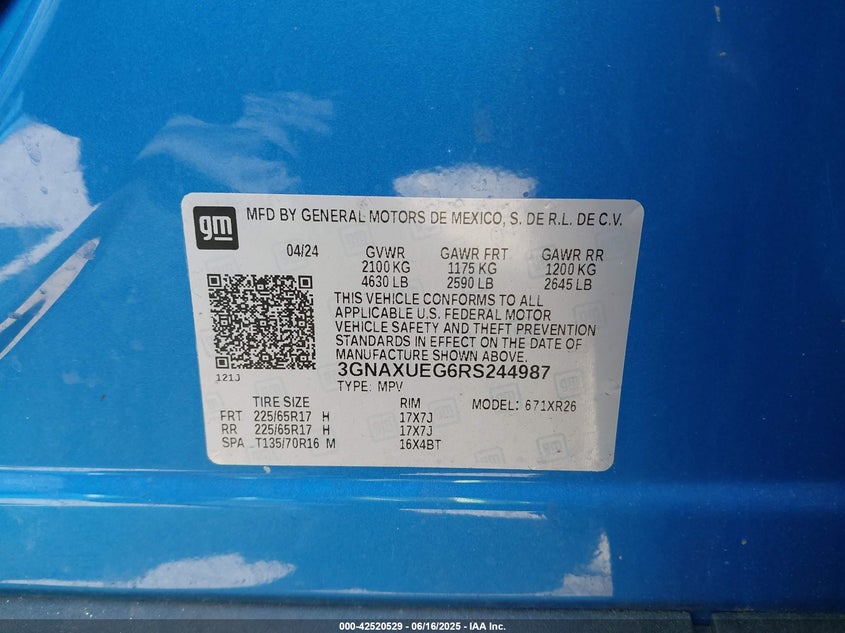 gm
MFD BY GENERAL MOTORS DE MEXICO, S. DE R.L. DE C.V.
04/24 GVWR GAWR FRT GAWR RR
2100 KG 1175 KG 1200 KG
4630 LB 2590 LB 2645 LB
THIS VEHICLE CONFORMS TO ALL
APPLICABLE U.S. FEDERAL MOTOR
VEHICLE SAFETY AND THEFT PREVENTION
STANDARDS IN EFFECT ON THE DATE OF
MANUFACTURE SHOWN ABOVE.
121J
3GNAXUEG6RS244987
TYPE: MPV
TIRE SIZE RIM MODEL: 671XR26
FRT 225/65R17 H 17X7J
RR 225/65R17 H 17X7J
SPA T135/70R16 M 16X4BT
000-42520529 - 06/16/2025 - IAA Inc.